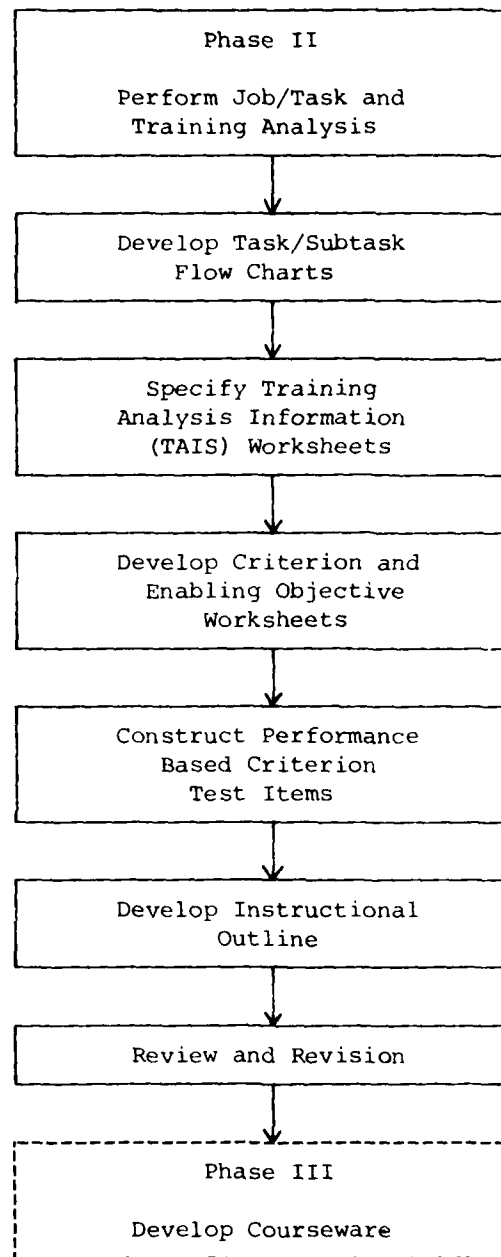 Phase II
Perform Job/Task and
Training Analysis
Develop Task/Subtask
Flow Charts
Specify Training
Analysis Information
(TAIS) Worksheets
Develop Criterion and
Enabling Objective
Worksheets
Construct Performance
Based Criterion
Test Items
Develop Instructional
Outline
Review and Revision
Phase III
Develop Courseware